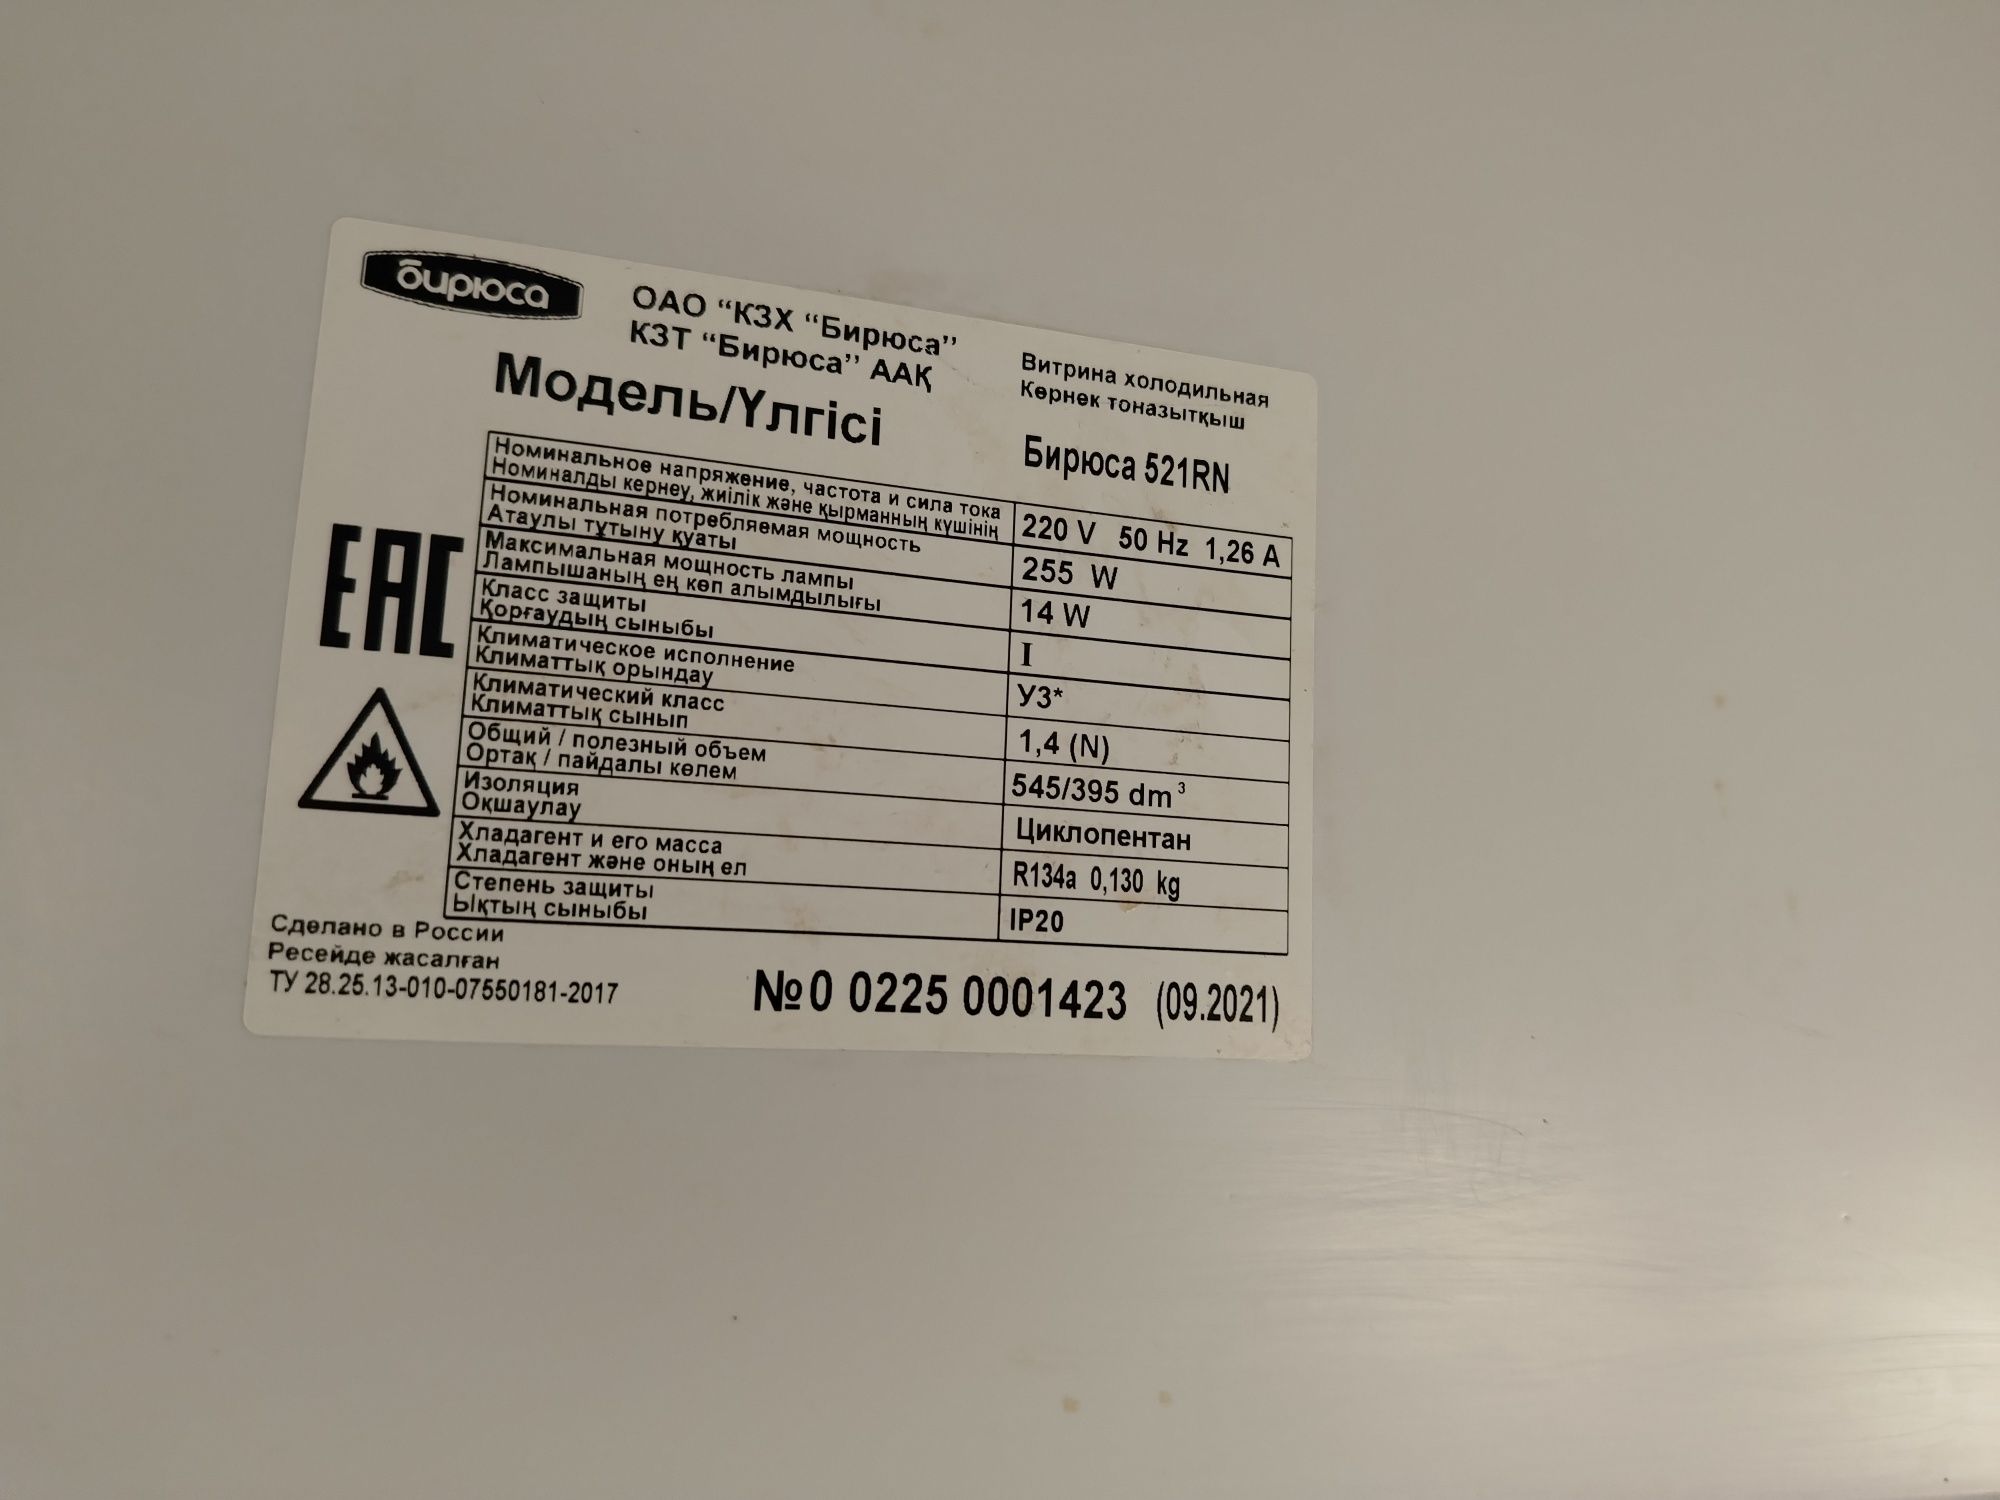 бирюса
ОАО “КЗХ “Бирюса”
КЗТ “Бирюса” ААҚ
Витрина холодильная
Көрнек тоназытқыш
Модель/Үлгісі
Бирюса 521RN
Номинальное напряжение, частота и сила тока
Номиналды кернеу, жиілік және қырманның күшінің
220 V 50 Hz 1,26 A
Номинальная потребляемая мощность
Атаулы тұтыну қуаты
255 W
Максимальная мощность лампы
Лампышаның ең көп алымдылығы
14 W
Класс защиты
Қорғаудың сыныбы
I
Климатическое исполнение
Климаттық орындау
У3*
Климатический класс
Климаттық сынып
1,4 (N)
Общий / полезный объем
Ортақ / пайдалы көлем
545/395 dm³
Изоляция
Оқшаулау
Циклопентан
Хладагент и его масса
Хладагент және оның ел
R134a 0,130 kg
Степень защиты
Ықтың сыныбы
IP20
EAC
Сделано в России
Ресейде жасалған
ТУ 28.25.13-010-07550181-2017
№0 0225 0001423 (09.2021)